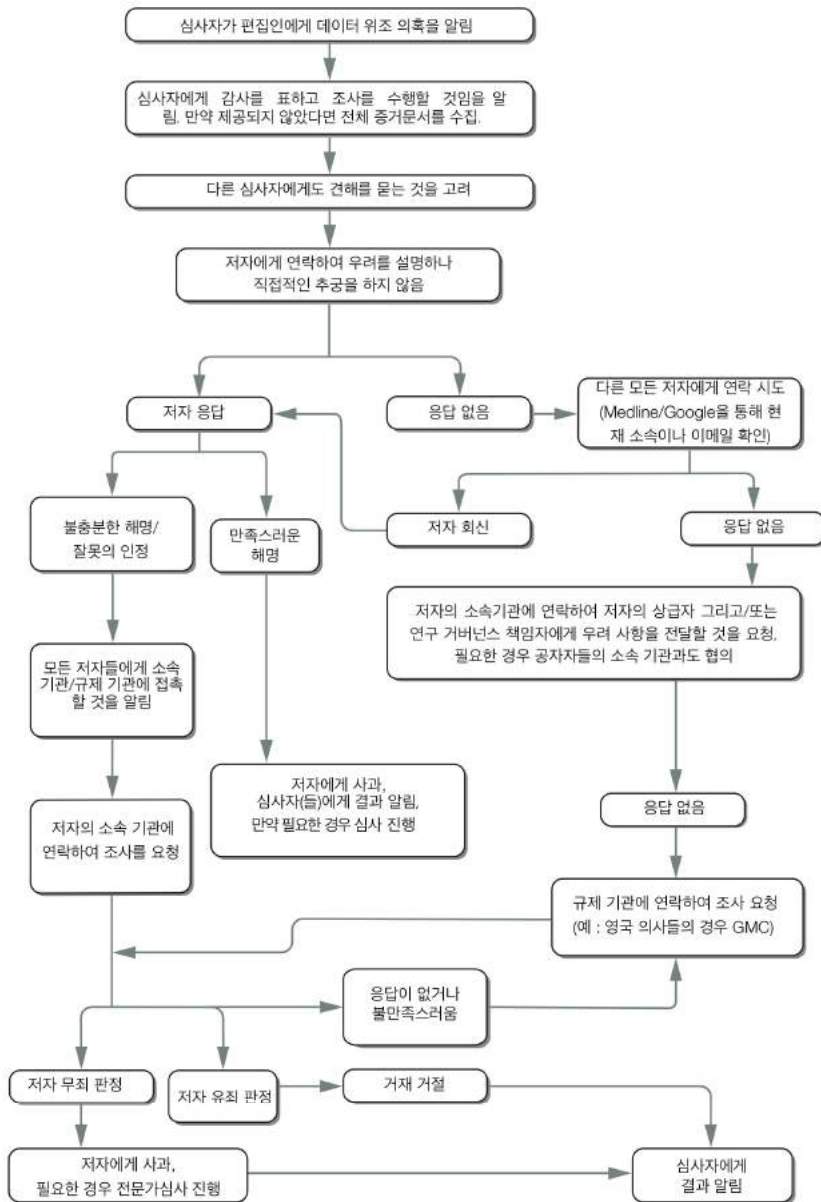 심사자가 편집인에게 데이터 위조 의혹을 알림
심사자에게 감사를 표하고 조사를 수행할 것임을 알
림. 만약 제공되지 않았다면 전체 증거문서를 수집.
다른 심사자에게도 견해를 묻는 것을 고려
저자에게 연락하여 우려를 설명하나
직접적인 추궁을 하지 않음
저자 응답
응답 없음
다른 모든 저자에게 연락 시도
(Medline/Google을 통해 현
재 소속이나 이메일 확인)
불충분한 해명/
잘못의 인정
만족스러운
해명
저자 회신
응답 없음
저자의 소속기관에 연락하여 저자의 상급자 그리고/또는
연구 거버넌스 책임자에게 우려 사항을 전달할 것을 요청,
필요한 경우 공자자들의 소속 기관과도 협의
모든 저자들에게 소속
기관/규제 기관에 접촉
할 것을 알림
저자에게 사과,
심사자(들)에게 결과 알림,
만약 필요한 경우 심사 진행
응답 없음
저자의 소속 기관에
연락하여 조사를 요청
규제 기관에 연락하여 조사 요청
(예 : 영국 의사들의 경우 GMC)
응답이 없거나
불만족스러움
저자 무죄 판정
저자 유죄 판정
거재 거절
저자에게 사과,
필요한 경우 전문가심사 진행
심사자에게
결과 알림